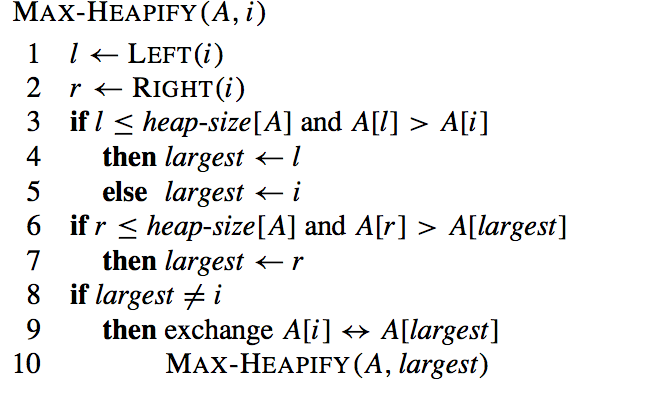 MAX-HEAPIFY(A, i)
1 l ← LEFT(i)
2 r ← RIGHT(i)
3 if l ≤ heap-size[A] and A[l] > A[i]
4 then largest ← l
5 else largest ← i
6 if r ≤ heap-size[A] and A[r] > A[largest]
7 then largest ← r
8 if largest ≠ i
9 then exchange A[i] ↔ A[largest]
10 MAX-HEAPIFY(A, largest)